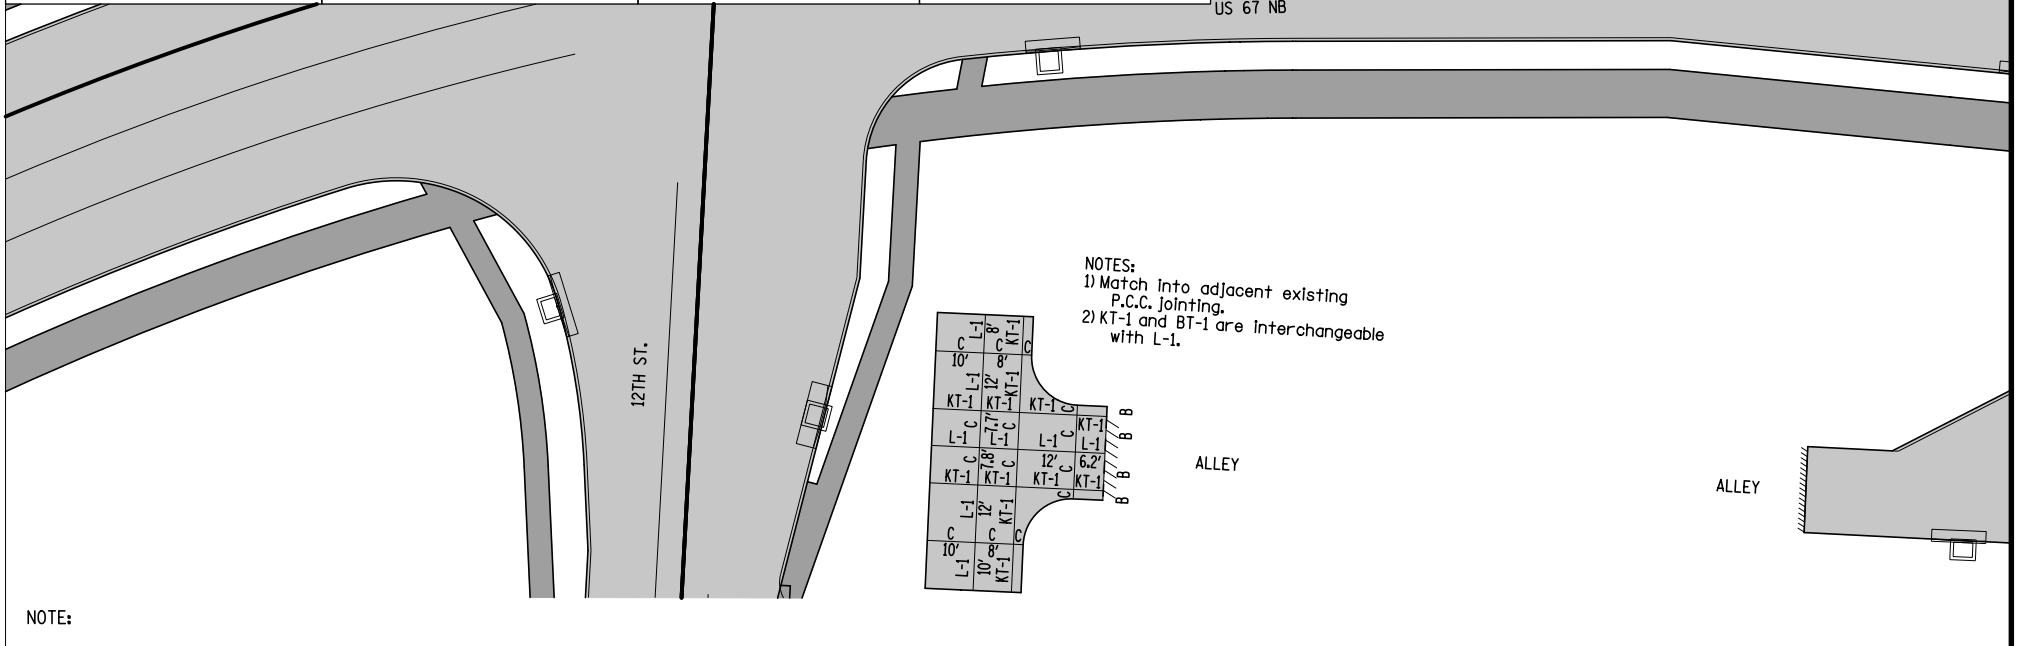 US 67 NB
NOTES:
1) Match into adjacent existing
P.C.C. jointing.
2) KT-1 and BT-1 are interchangeable
with L-1.
12TH ST.
L-1 8' KT-1
C C C
10' 8'
L-1 12' KT-1
KT-1 KT-1 KT-1 C
B
C 7.7' C C KT-1
L-1 L-1 L-1 L-1
B
C 7.8' C 12' C 6.2'
KT-1 KT-1 KT-1 KT-1
B
C
B
L-1 12' KT-1
C C C
10' 8'
L-1 10' KT-1
ALLEY
ALLEY
NOTE: